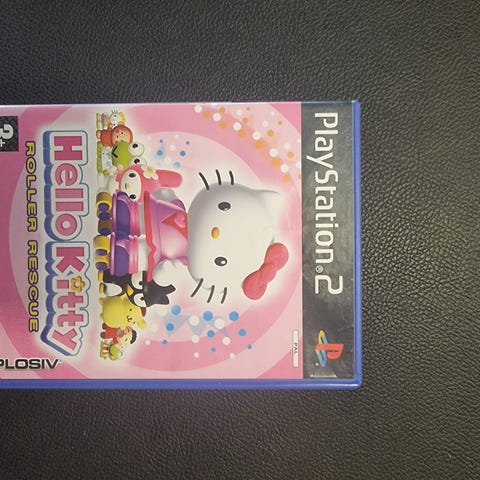 PlayStation®2
PAL
Hello Kitty
ROLLER RESCUE
3+
PLOSIV